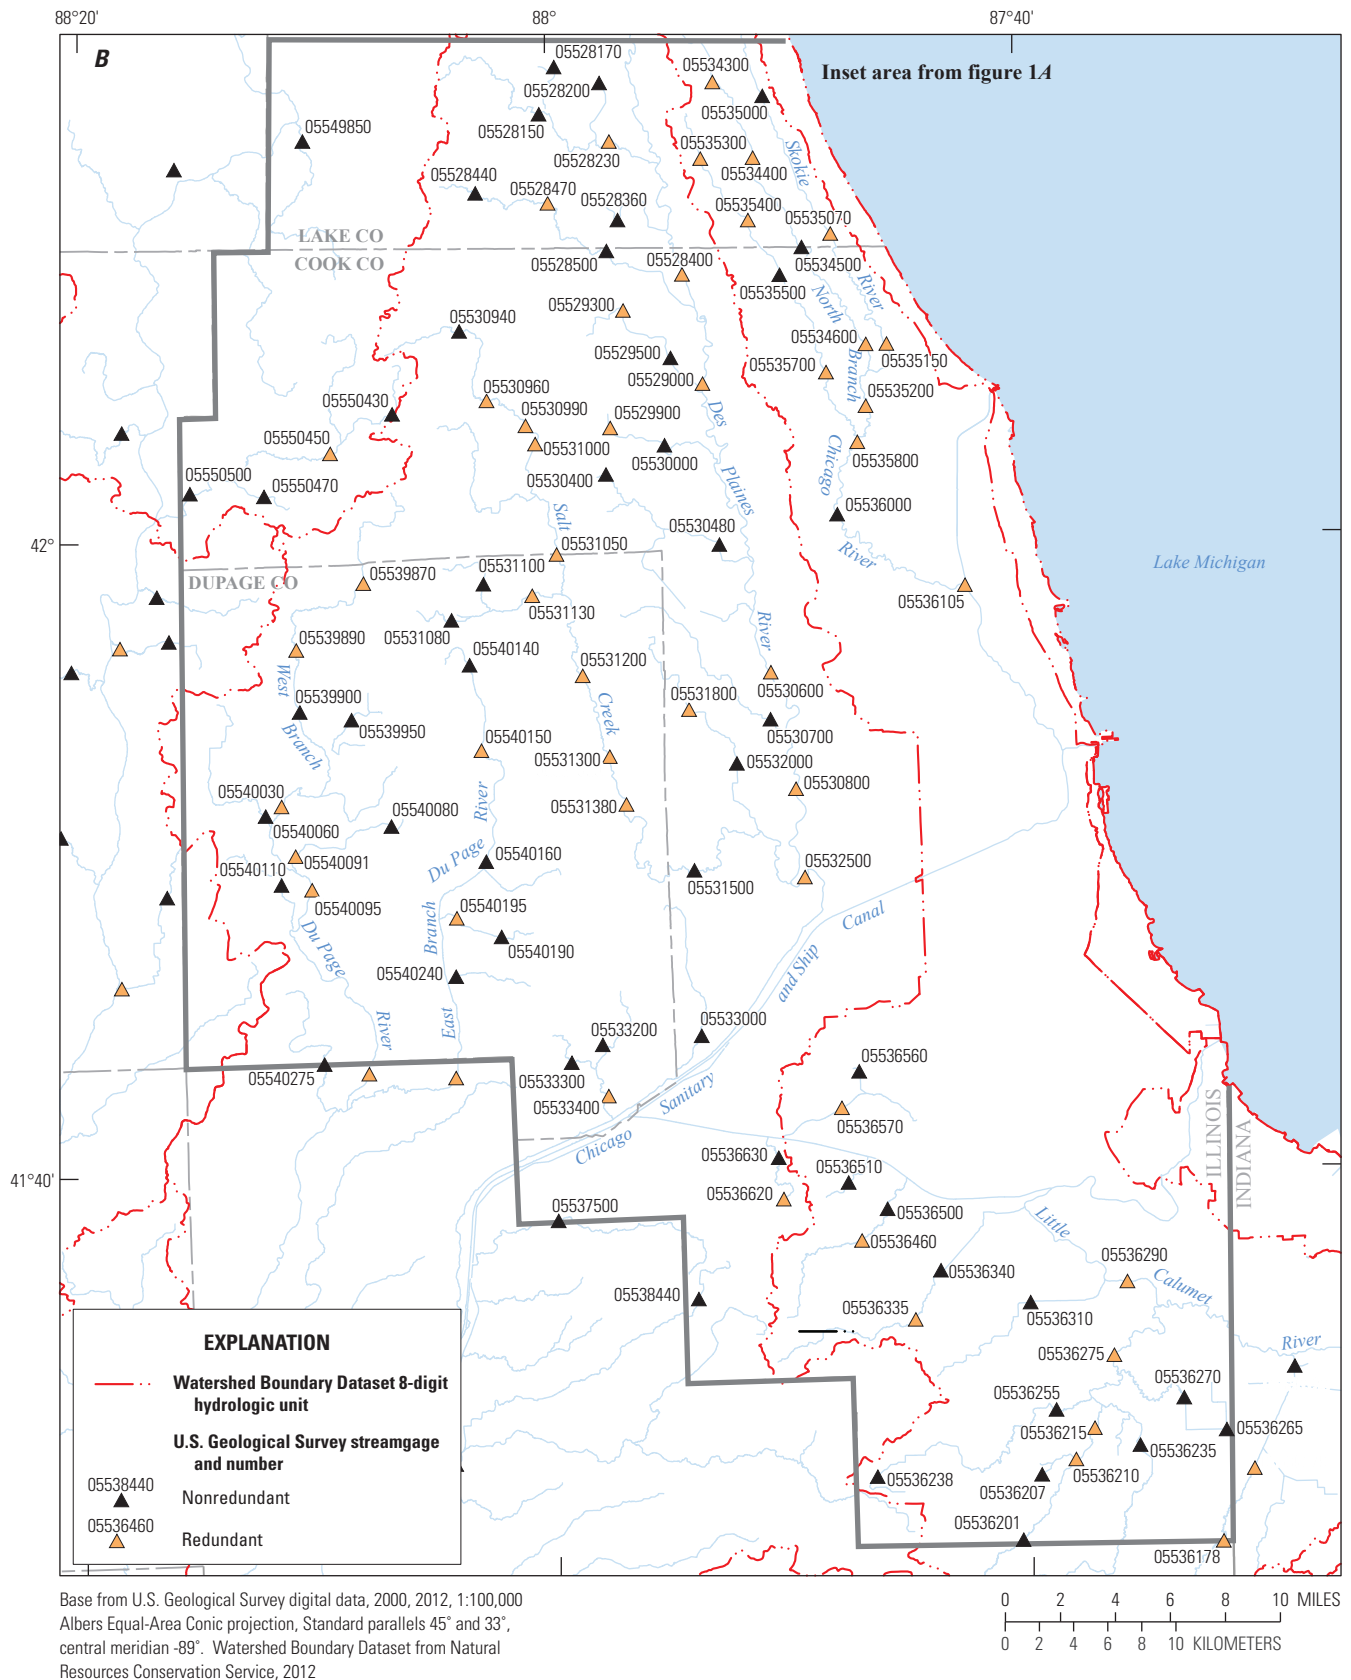 88°20'
88°
87°40'
B
Inset area from figure 1A
05528170
05534300
05528200
05535000
05549850
05528150
05535300
05528230
05534400
Skokie
05528440
05528470
05528360
05535400
05535070
LAKE CO
COOK CO
05528500
05528400
05534500
05535500
River
North
05529300
05530940
05534600
05529500
05535150
05535700
Branch
05529000
05530960
05535200
05550430
05530990
05529900
Des
05550450
05531000
05530000
05535800
Chicago
05550500
05550470
05530400
Plaines
05536000
Salt
05530480
42°
05531050
River
Lake Michigan
DUPAGE CO
05539870
05531100
05536105
05531130
05539890
05531080
River
05540140
05531200
West
05530600
05539900
05531800
Creek
05539950
05530700
Branch
05540150
05531300
05532000
05530800
05540030
05540080
River
05531380
05540060
05540160
05532500
05540091
Du Page
05540110
05531500
05540095
05540195
Canal
Branch
05540190
Du Page
and Ship
05540240
River
East
05533000
05533200
05536560
05540275
05533300
Sanitary
05533400
05536570
ILLINOIS
INDIANA
Chicago
05536630
05536510
41°40'
05536620
05537500
05536500
Little
05536460
05536290
05536340
Calumet
05538440
05536335
05536310
River
05536275
05536270
05536255
05536215
05536265
05536235
05536210
05536238
05536207
05536201
05536178
EXPLANATION
Watershed Boundary Dataset 8-digit
hydrologic unit
U.S. Geological Survey streamgage
and number
05538440
Nonredundant
05536460
Redundant
Base from U.S. Geological Survey digital data, 2000, 2012, 1:100,000
Albers Equal-Area Conic projection, Standard parallels 45° and 33°,
central meridian -89°. Watershed Boundary Dataset from Natural
Resources Conservation Service, 2012
0 2 4 6 8 10 MILES
0 2 4 6 8 10 KILOMETERS